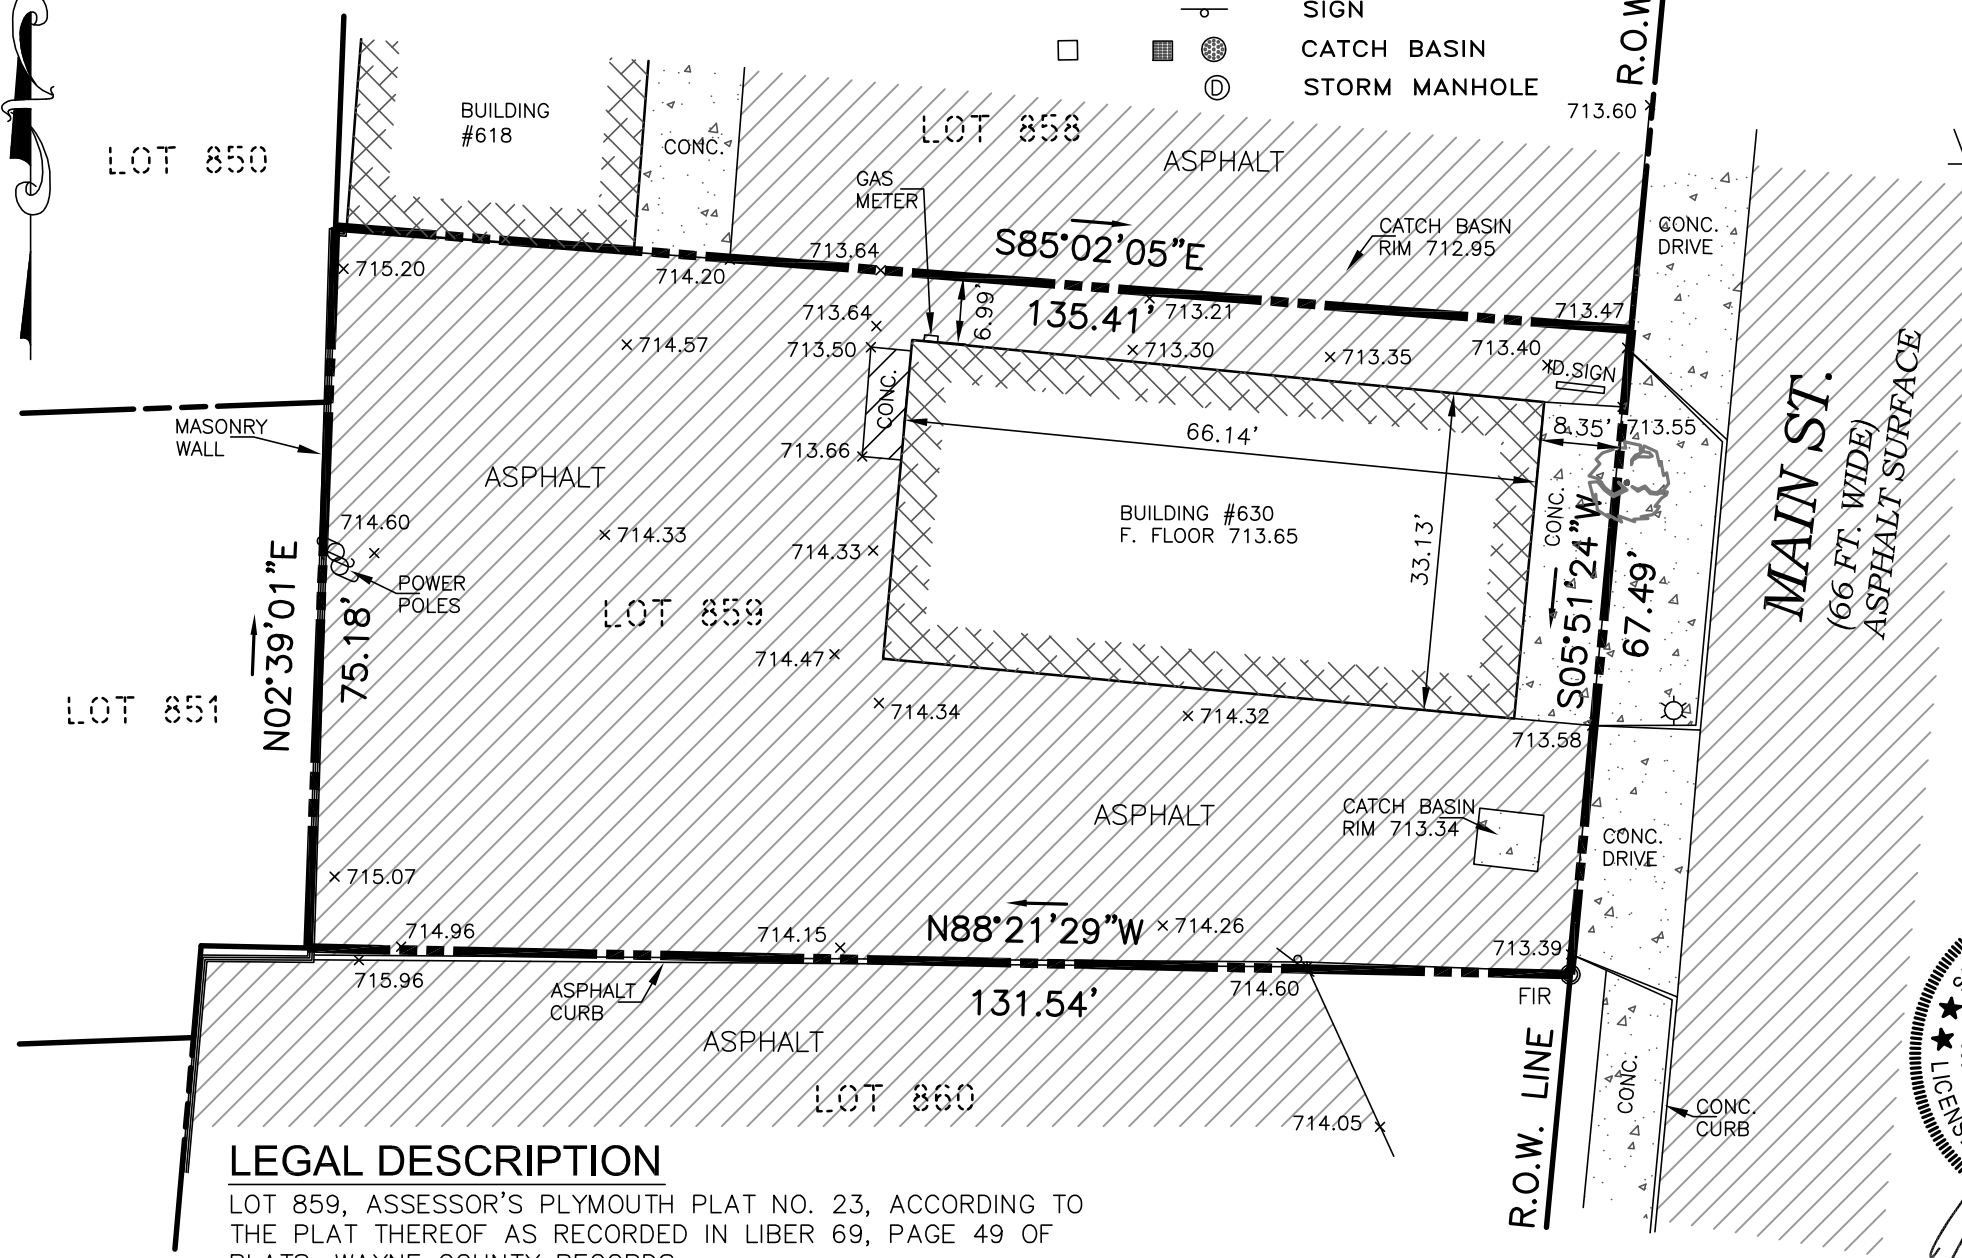 SIGN
CATCH BASIN
D STORM MANHOLE
R.O.W.
713.60
BUILDING
#618
CONC.
LOT 858
ASPHALT
LOT 850
GAS
METER
CATCH BASIN
RIM 712.95
CONC.
DRIVE
715.20
714.20
713.64
S85°02'05"E
135.41'
713.21
713.47
713.64
713.50
714.57
6.99'
713.30
713.35
713.40
ID.SIGN
CONC.
713.66
66.14'
8.35'
713.55
MASONRY
WALL
ASPHALT
MAIN ST.
(66 FT. WIDE)
ASPHALT SURFACE
714.60
714.33
714.33
BUILDING #630
F. FLOOR 713.65
33.13'
CONC.
S05°51'24"W
67.49'
POWER
POLES
LOT 859
N02°39'01"E
75.18'
714.47
LOT 851
714.34
714.32
713.58
ASPHALT
CATCH BASIN
RIM 713.34
CONC.
DRIVE
715.07
714.96
714.15
N88°21'29"W
714.26
713.39
715.96
ASPHALT
CURB
131.54'
714.60
FIR
ASPHALT
LOT 860
714.05
R.O.W. LINE
CONC.
CONC.
CURB
LICENS
LEGAL DESCRIPTION
LOT 859, ASSESSOR'S PLYMOUTH PLAT NO. 23, ACCORDING TO
THE PLAT THEREOF AS RECORDED IN LIBER 69, PAGE 49 OF
PLATS, WAYNE COUNTY RECORDS